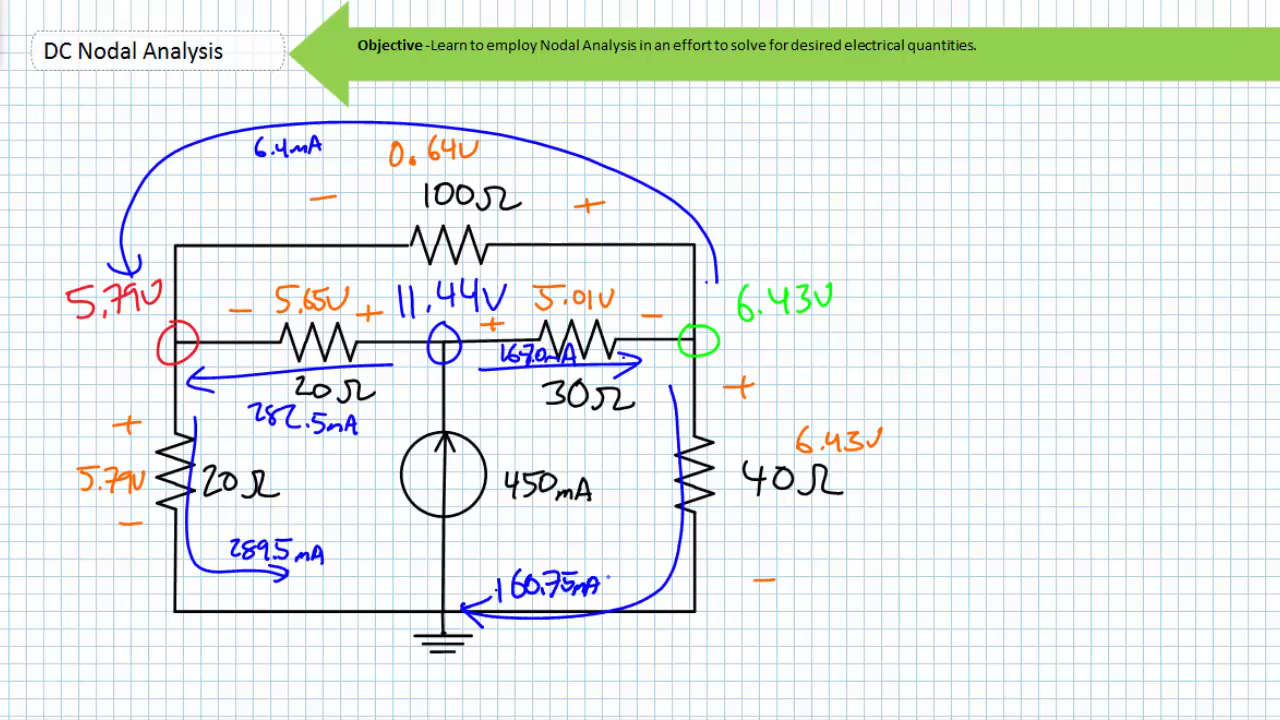 DC Nodal Analysis
Objective -Learn to employ Nodal Analysis in an effort to solve for desired electrical quantities.
6.4mA
0.64V
-
100Ω
+
5.79V
-
5.65V
+
11.44V
+
5.01V
-
6.43V
167.0mA
20Ω
30Ω
282.5mA
+
+
5.79V
-
20Ω
450mA
6.43V
40Ω
289.5mA
160.75mA
-